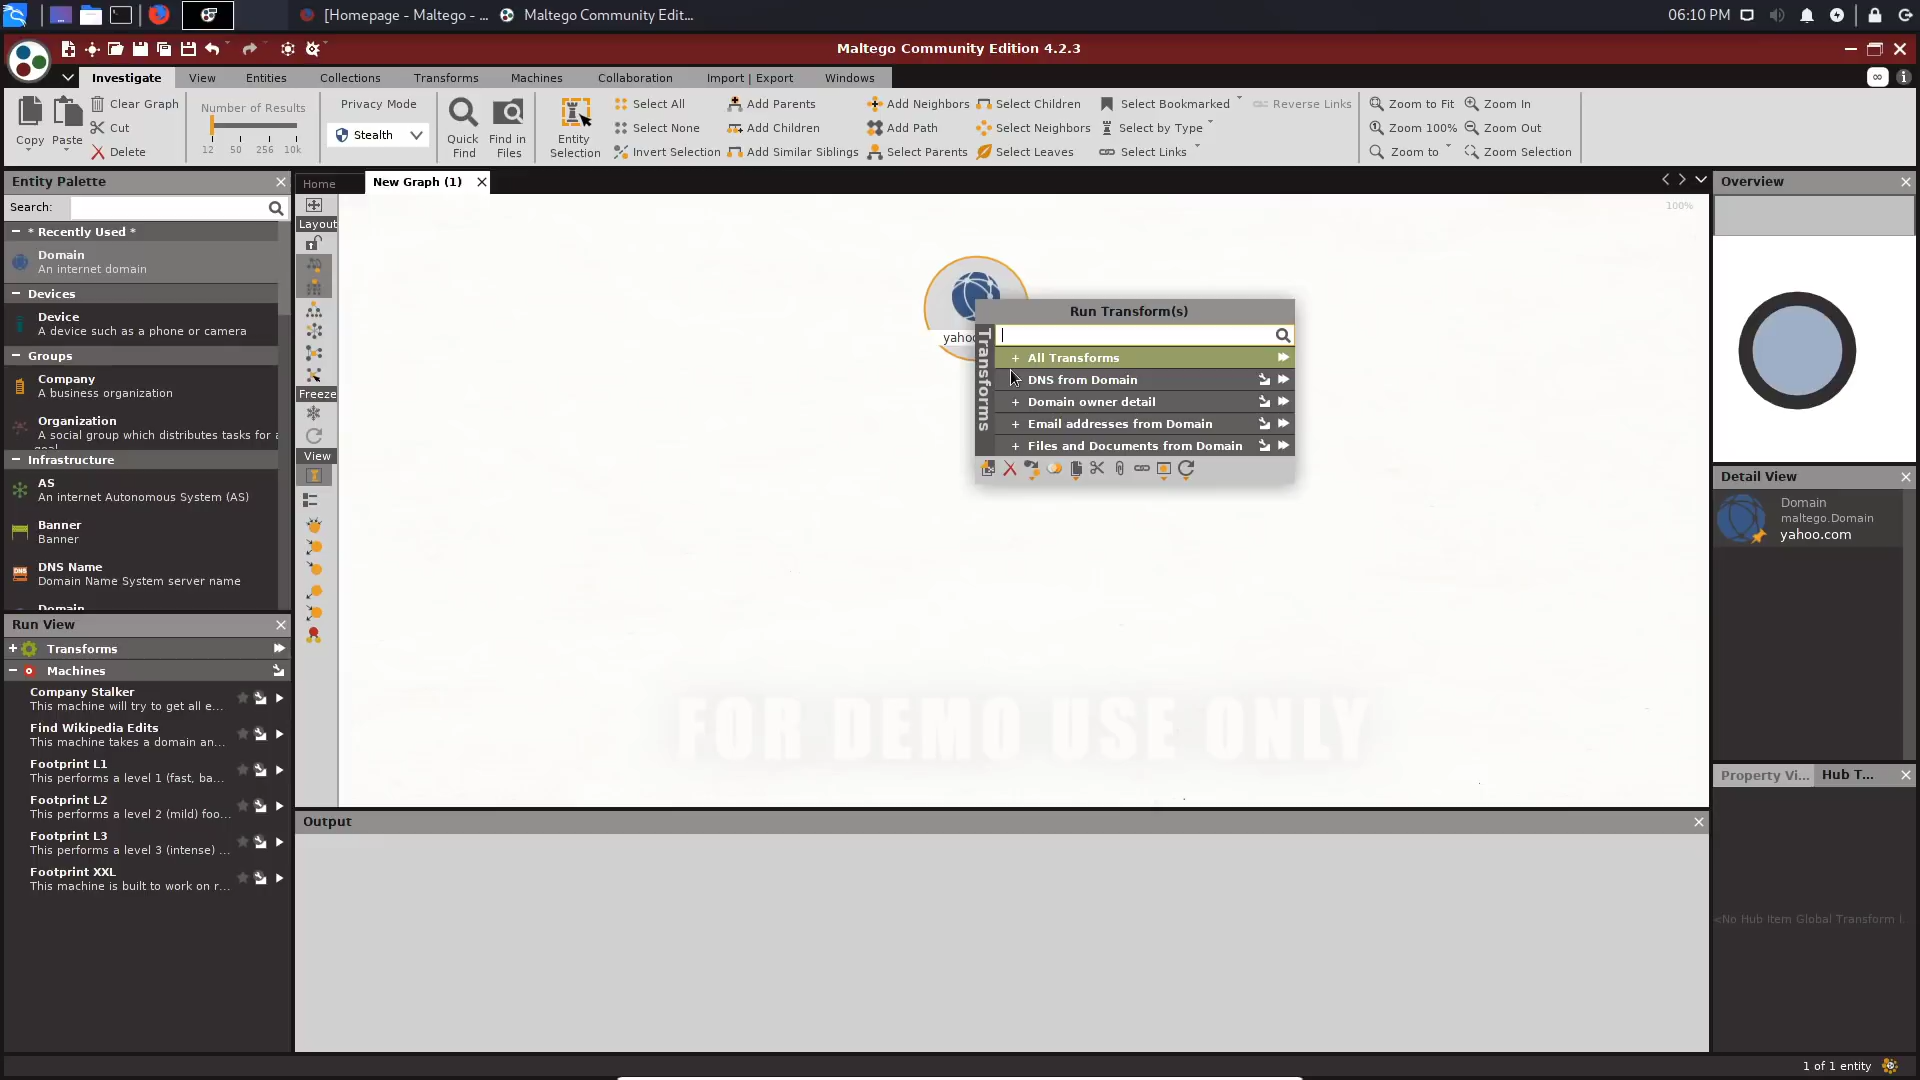 [Homepage - Maltego - ...
Maltego Community Edit...
06:10 PM
Maltego Community Edition 4.2.3
Investigate
View
Entities
Collections
Transforms
Machines
Collaboration
Import | Export
Windows
Copy
Paste
Clear Graph
Cut
Delete
Number of Results
12 50 256 10k
Privacy Mode
Stealth
Quick Find
Find in Files
Entity Selection
Select All
Select None
Invert Selection
Add Parents
Add Children
Add Similar Siblings
Add Neighbors
Add Path
Select Parents
Select Children
Select Neighbors
Select Leaves
Select Bookmarked
Select by Type
Select Links
Reverse Links
Zoom to Fit
Zoom 100%
Zoom to
Zoom In
Zoom Out
Zoom Selection
Entity Palette
Search:
* Recently Used *
Domain
An internet domain
Devices
Device
A device such as a phone or camera
Groups
Company
A business organization
Organization
A social group which distributes tasks for a
goal
Infrastructure
AS
An internet Autonomous System (AS)
Banner
Banner
DNS Name
Domain Name System server name
Domain
Run View
Transforms
Machines
Company Stalker
This machine will try to get all e...
Find Wikipedia Edits
This machine takes a domain an...
Footprint L1
This performs a level 1 (fast, ba...
Footprint L2
This performs a level 2 (mild) foo...
Footprint L3
This performs a level 3 (intense) ...
Footprint XXL
This machine is built to work on r...
Home
New Graph (1)
Layout
Freeze
View
100%
yahoo
Run Transform(s)
Transforms
+ All Transforms
+ DNS from Domain
+ Domain owner detail
+ Email addresses from Domain
+ Files and Documents from Domain
FOR DEMO USE ONLY
Output
Overview
Detail View
Domain
maltego.Domain
yahoo.com
Property Vi...
Hub T...
<No Hub Item Global Transform I...
1 of 1 entity